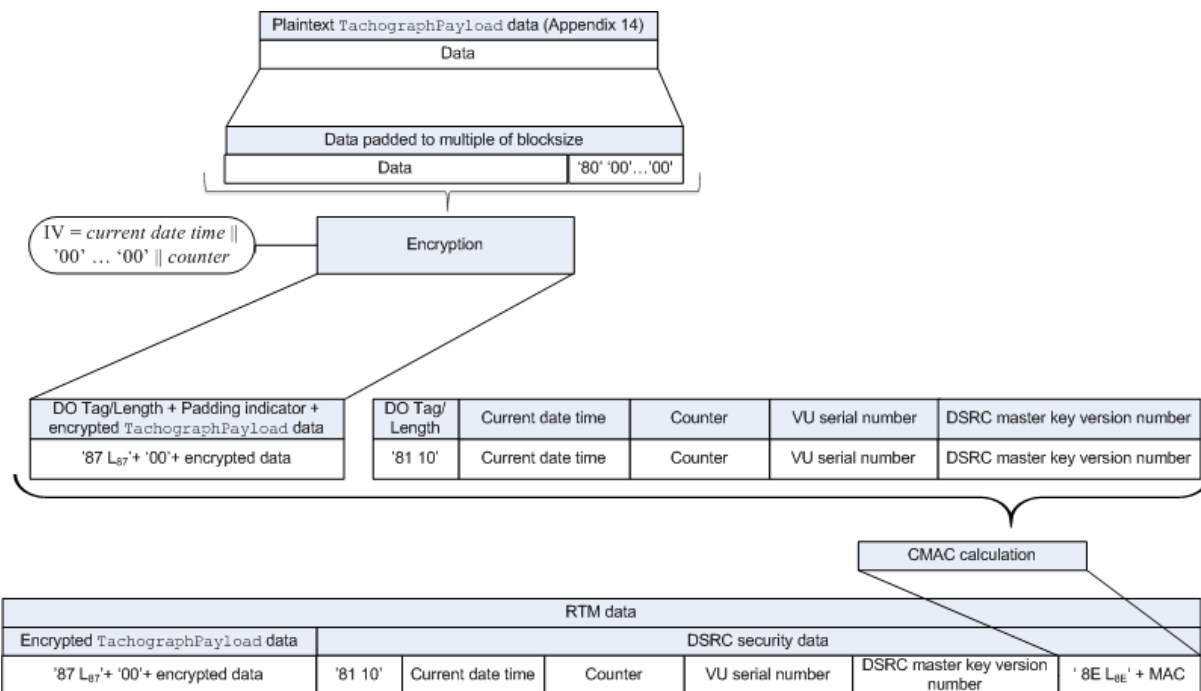 Plaintext TachographPayload data (Appendix 14)
Data
Data padded to multiple of blocksize
Data
‘80’ ‘00’…’00’
IV = current date time ||
’00’ … ‘00’ || counter
Encryption
DO Tag/Length + Padding indicator +
encrypted TachographPayload data
DO Tag/
Length
Current date time
Counter
VU serial number
DSRC master key version number
’87 L87’+ ‘00’+ encrypted data
’81 10’
Current date time
Counter
VU serial number
DSRC master key version number
CMAC calculation
RTM data
Encrypted TachographPayload data
DSRC security data
’87 L87’+ ‘00’+ encrypted data
’81 10’
Current date time
Counter
VU serial number
DSRC master key version
number
‘ 8E L8E’ + MAC